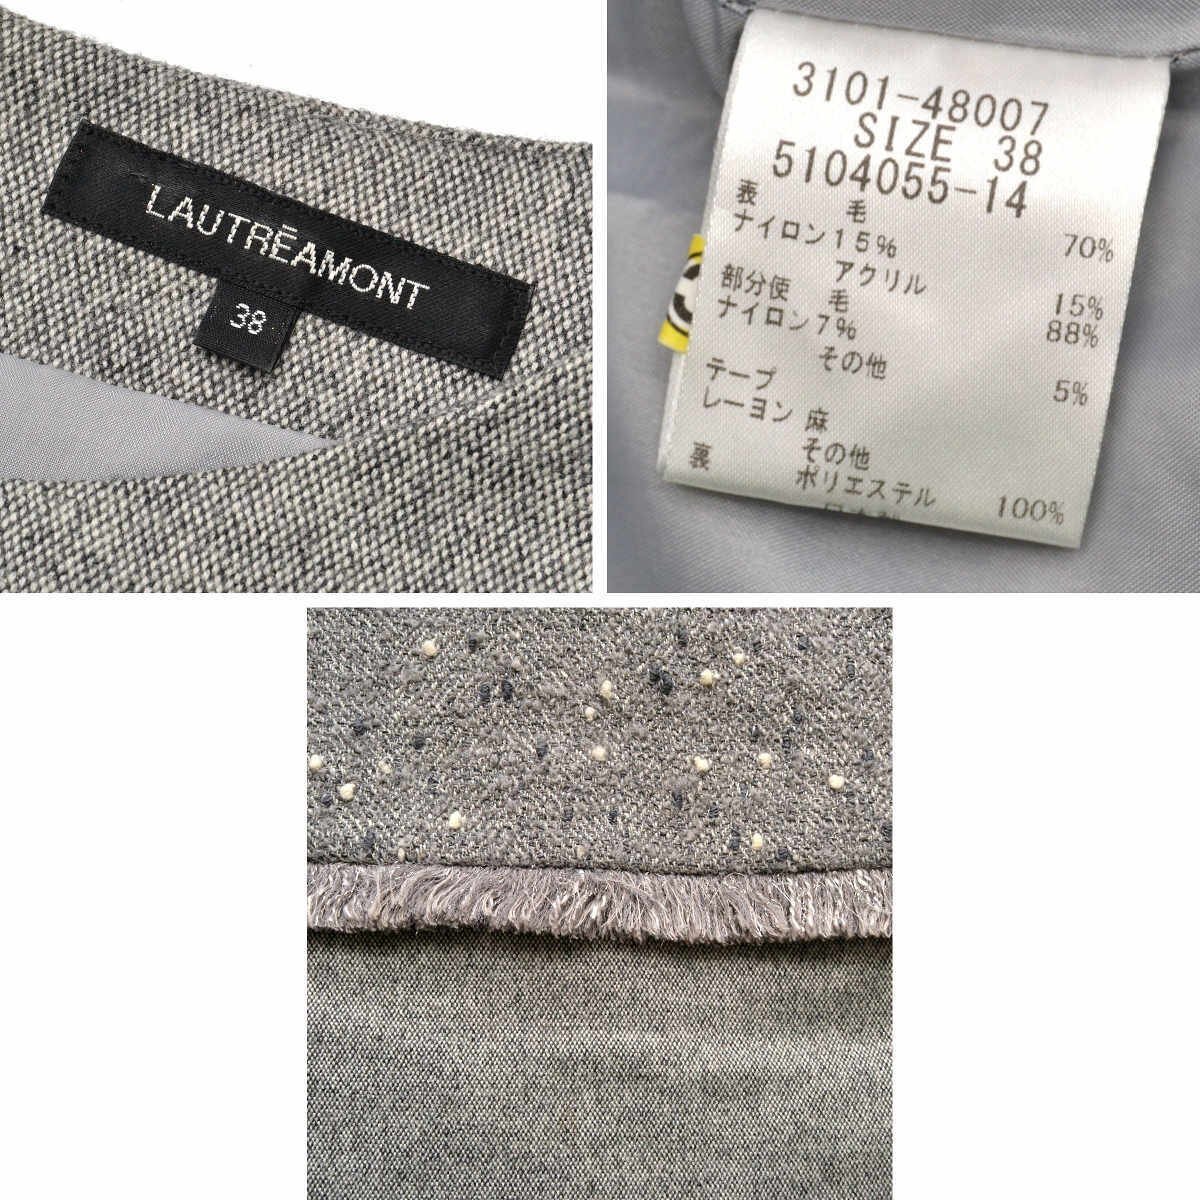 LAUTRĒAMONT
38
3101-48007
SIZE 38
5104055-14
表 毛 70%
ナイロン15%
アクリル 15%
部分使 毛 88%
ナイロン7%
その他 5%
テープ
レーヨン 麻
その他
裏 ポリエステル 100%